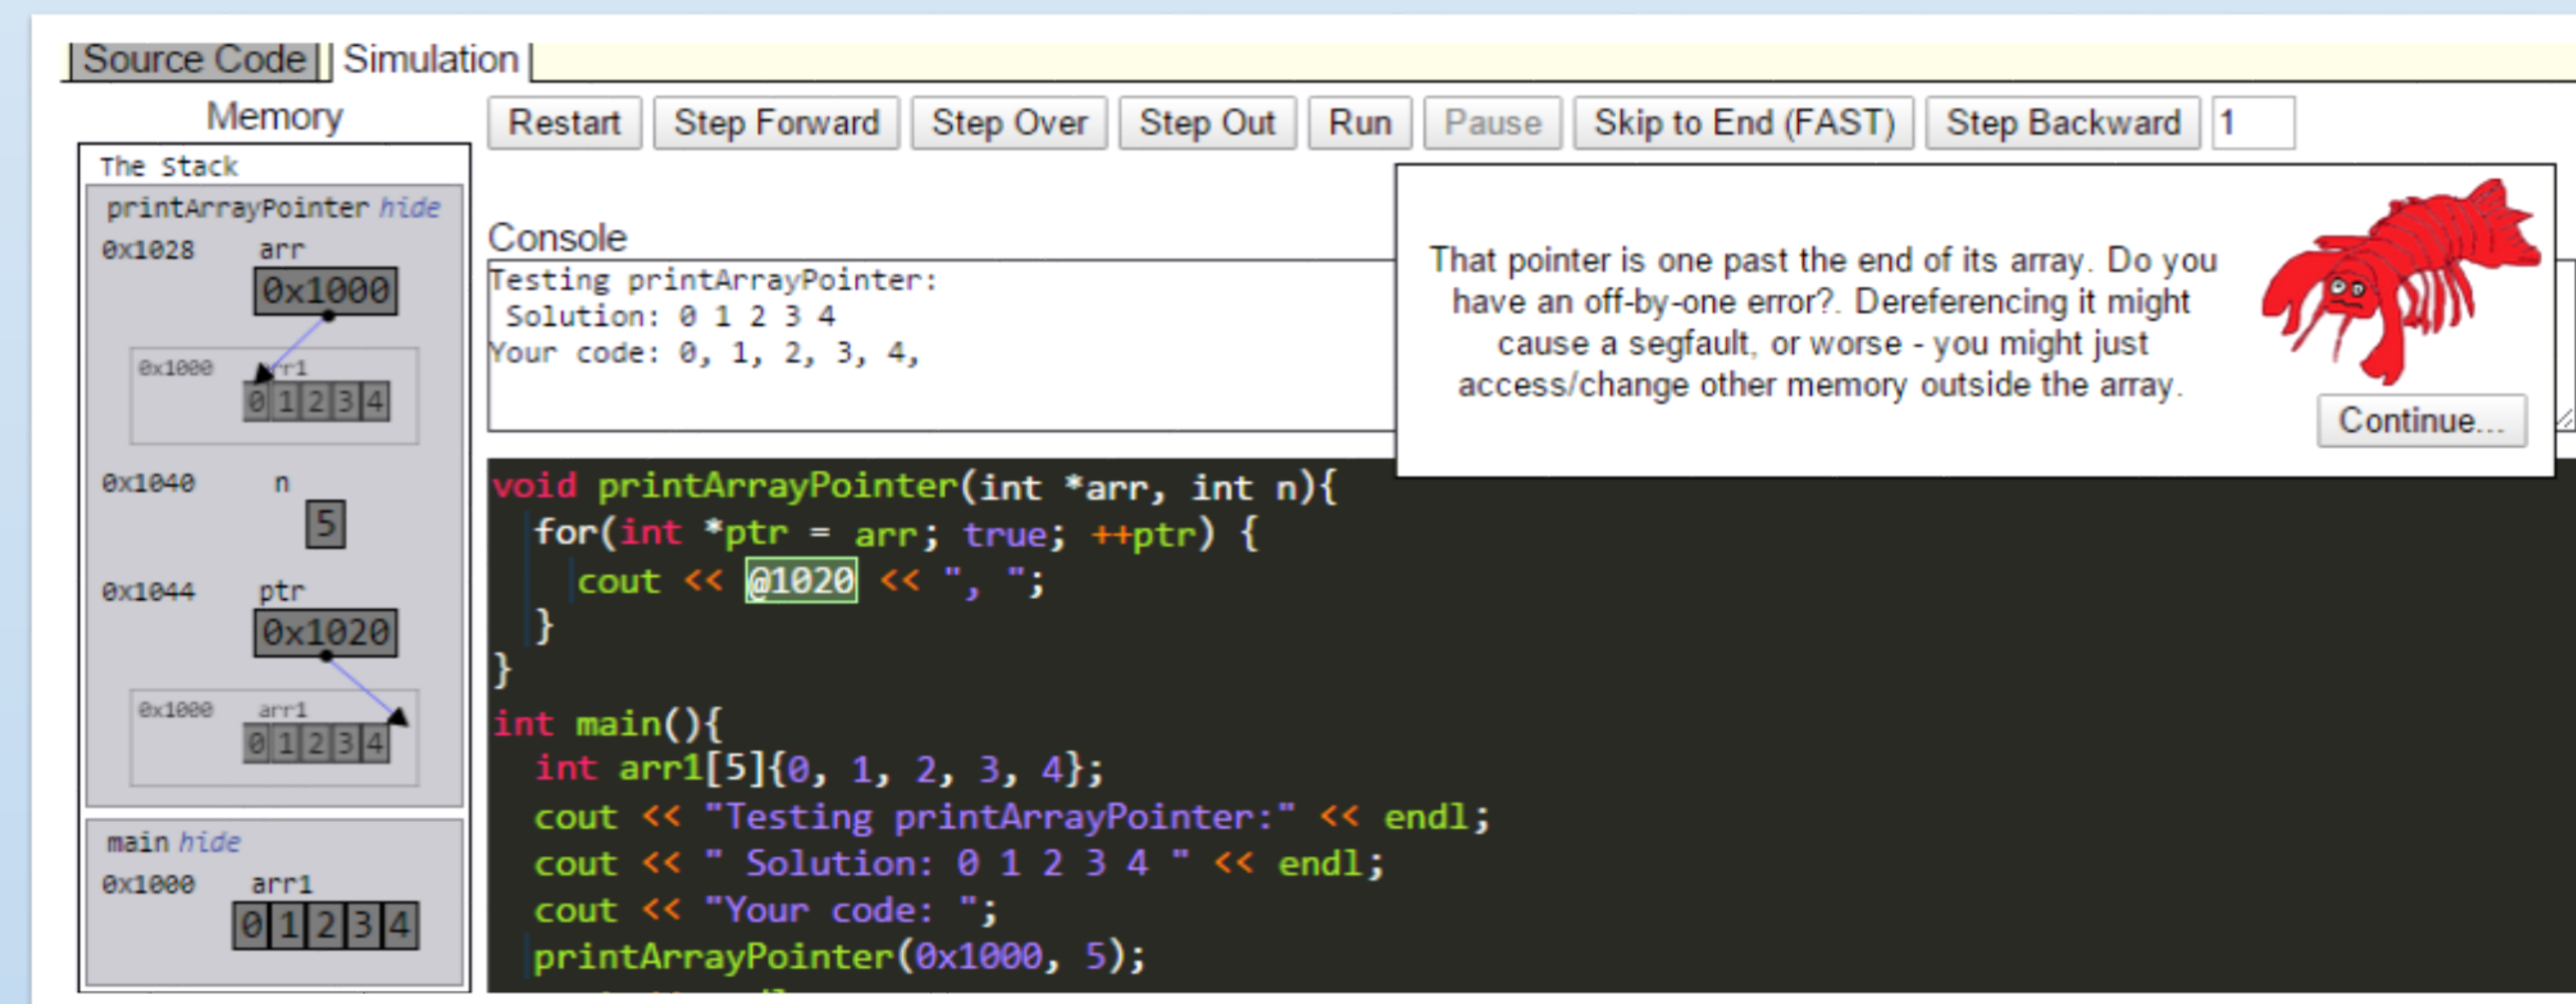 Source Code Simulation
Memory
Restart Step Forward Step Over Step Out Run Pause Skip to End (FAST) Step Backward 1
The Stack
printArrayPointer hide
0x1028 arr
0x1000
0x1000
0 1 2 3 4
0x1040 n
5
0x1044 ptr
0x1020
0x1000 arr1
0 1 2 3 4
main hide
0x1000 arr1
0 1 2 3 4
Console
Testing printArrayPointer:
Solution: 0 1 2 3 4
Your code: 0, 1, 2, 3, 4,
That pointer is one past the end of its array. Do you
have an off-by-one error?. Dereferencing it might
cause a segfault, or worse - you might just
access/change other memory outside the array.
Continue...
void printArrayPointer(int *arr, int n){
for(int *ptr = arr; true; ++ptr) {
cout << @1020 << ", ";
}
}
int main(){
int arr1[5]{0, 1, 2, 3, 4};
cout << "Testing printArrayPointer:" << endl;
cout << " Solution: 0 1 2 3 4 " << endl;
cout << "Your code: ";
printArrayPointer(0x1000, 5);